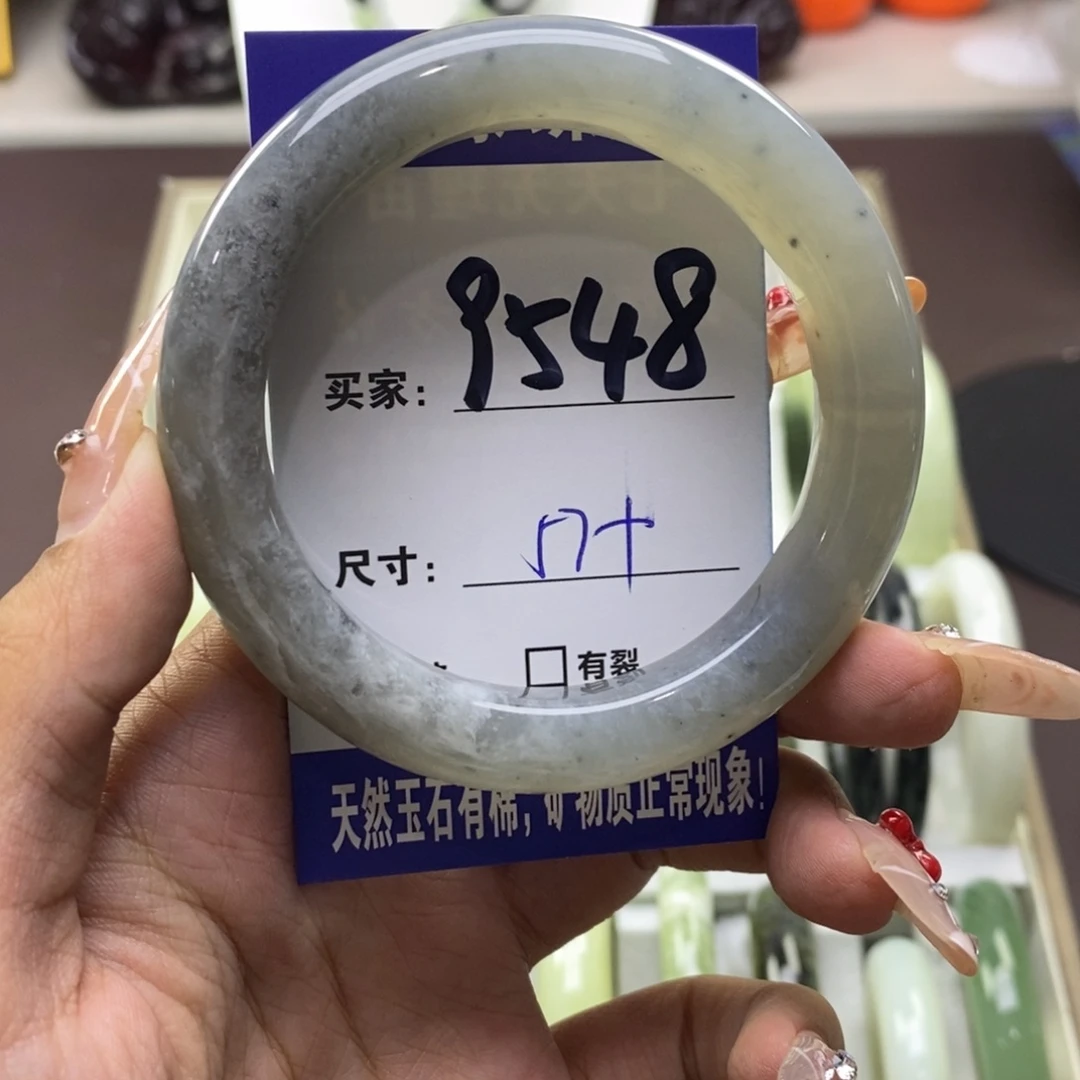 买家：9548
尺寸：57+
□有裂
天然玉石有棉，矿物质正常现象！